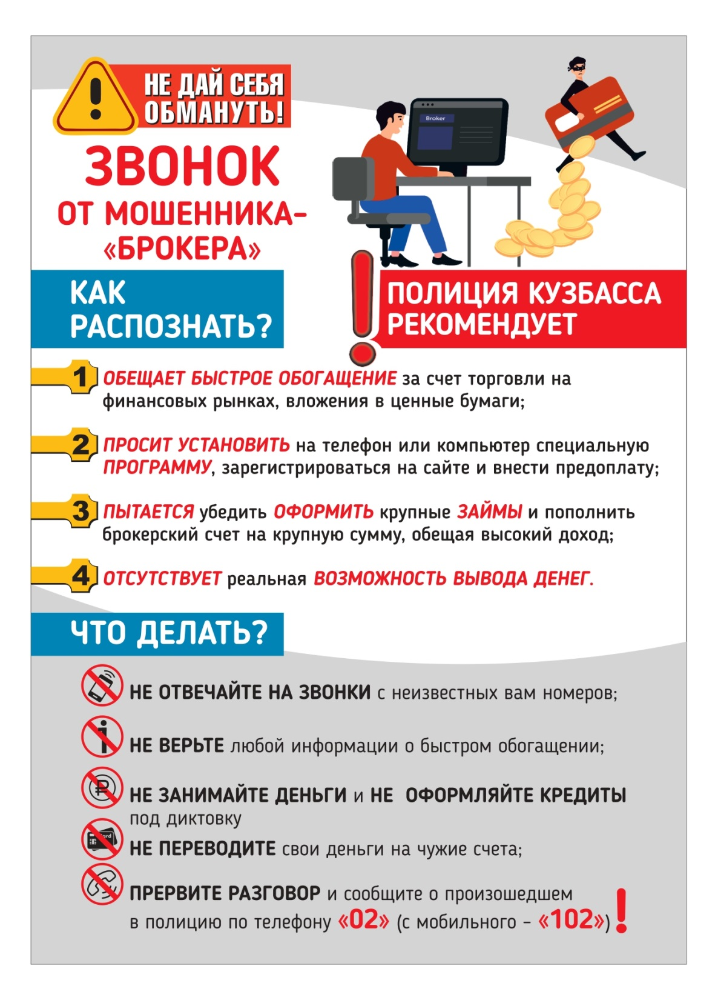 НЕ ДАЙ СЕБЯ
ОБМАНУТЬ!
ЗВОНОК
ОТ МОШЕННИКА-
«БРОКЕРА»
Broker
КАК
РАСПОЗНАТЬ?
ПОЛИЦИЯ КУЗБАССА
РЕКОМЕНДУЕТ
1 ОБЕЩАЕТ БЫСТРОЕ ОБОГАЩЕНИЕ за счет торговли на
финансовых рынках, вложения в ценные бумаги;
2 ПРОСИТ УСТАНОВИТЬ на телефон или компьютер специальную
ПРОГРАММУ, зарегистрироваться на сайте и внести предоплату;
3 ПЫТАЕТСЯ убедить ОФОРМИТЬ крупные ЗАЙМЫ и пополнить
брокерский счет на крупную сумму, обещая высокий доход;
4 ОТСУТСТВУЕТ реальная ВОЗМОЖНОСТЬ ВЫВОДА ДЕНЕГ.
ЧТО ДЕЛАТЬ?
НЕ ОТВЕЧАЙТЕ НА ЗВОНКИ с неизвестных вам номеров;
НЕ ВЕРЬТЕ любой информации о быстром обогащении;
НЕ ЗАНИМАЙТЕ ДЕНЬГИ и НЕ ОФОРМЛЯЙТЕ КРЕДИТЫ
под диктовку
НЕ ПЕРЕВОДИТЕ свои деньги на чужие счета;
ПРЕРВИТЕ РАЗГОВОР и сообщите о произошедшем
в полицию по телефону «02» (с мобильного – «102»)!